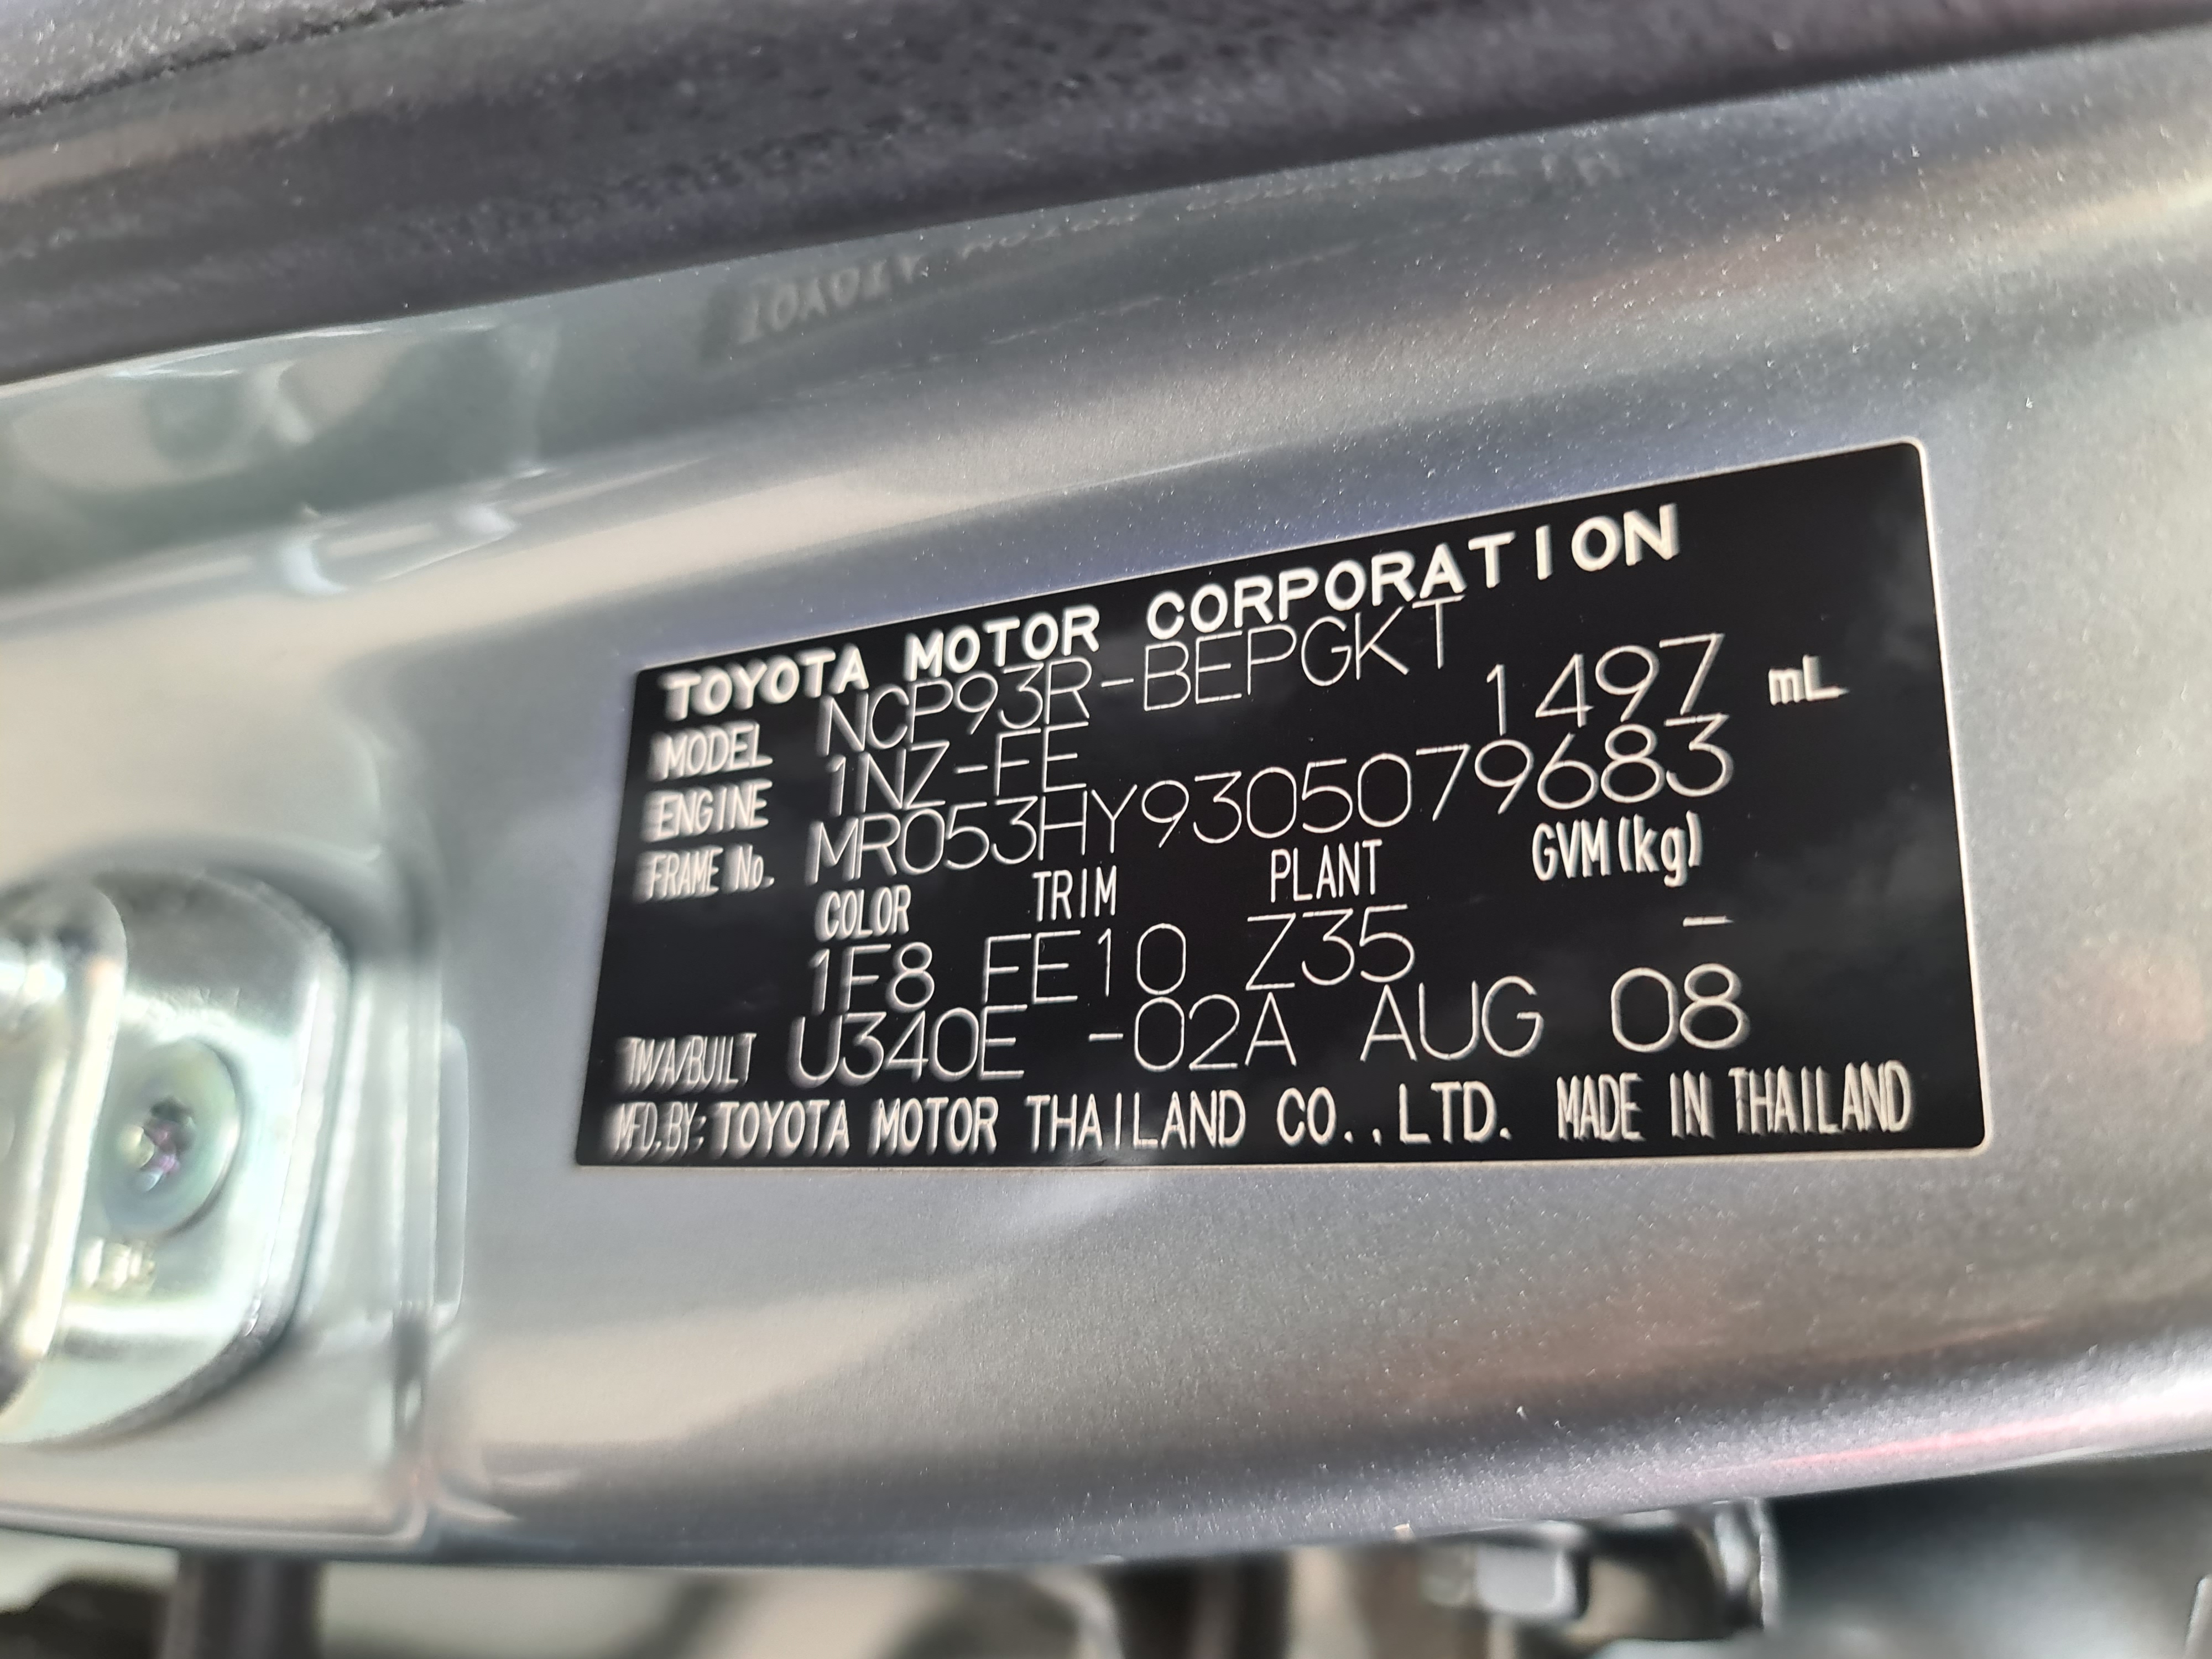 TOYOTA MOTOR CORPORATION
MODEL NCP93R-BEPGKT
ENGINE 1NZ-FE 1497 mL
FRAME No. MR053HY9305079683
COLOR TRIM PLANT GVM(kg)
1F8 FE10 Z35 –
TM/A/BUILT U340E -02A AUG 08
MFD.BY: TOYOTA MOTOR THAILAND CO.,LTD. MADE IN THAILAND